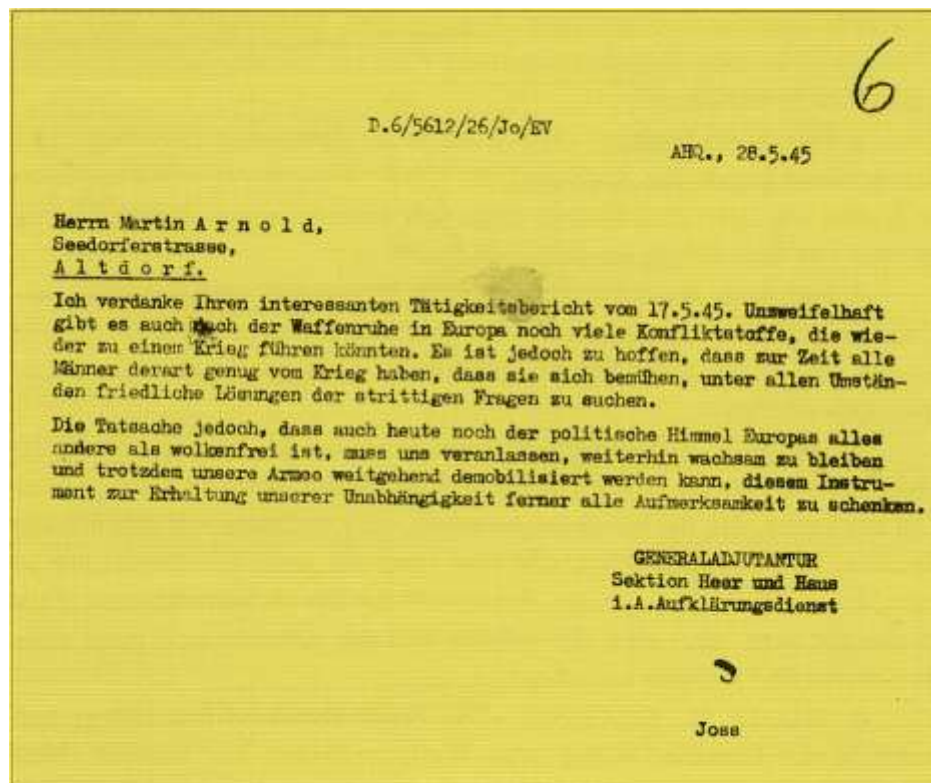 6
D.6/5612/26/Jo/EV
AHQ., 28.5.45
Herrn Martin A r n o l d,
Seedorferstrasse,
A l t d o r f.
Ich verdanke Ihren interessanten Tätigkeitsbericht vom 17.5.45. Unzweifelhaft
gibt es auch nach der Waffenruhe in Europa noch viele Konfliktstoffe, die wie-
der zu einem Krieg führen könnten. Es ist jedoch zu hoffen, dass zur Zeit alle
Männer derart genug vom Krieg haben, dass sie sich bemühen, unter allen Umstän-
den friedliche Lösungen der strittigen Fragen zu suchen.
Die Tatsache jedoch, dass auch heute noch der politische Himmel Europas alles
andere als wolkenfrei ist, muss uns veranlassen, weiterhin wachsam zu bleiben
und trotzdem unsere Armee weitgehend demobilisiert werden kann, diesem Instru-
ment zur Erhaltung unserer Unabhängigkeit ferner alle Aufmerksamkeit zu schenken.
GENERALADJUTANTUR
Sektion Heer und Haus
i.A.Aufklärungsdienst
Joss